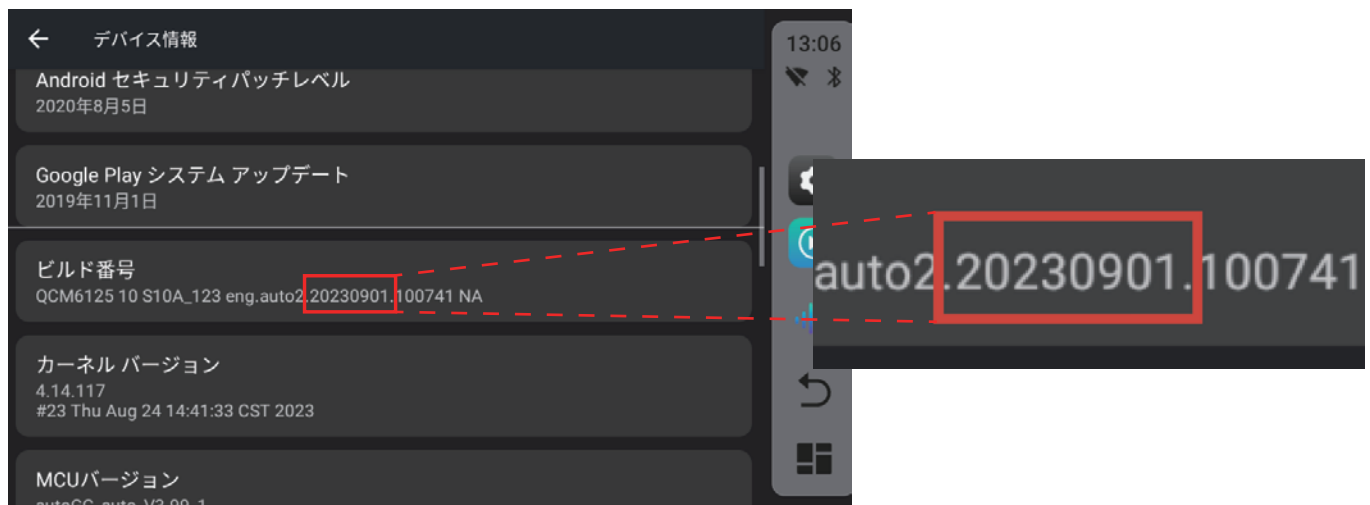 デバイス情報
Android セキュリティパッチレベル
2020年8月5日
Google Play システム アップデート
2019年11月1日
ビルド番号
QCM6125 10 S10A_123 eng.auto2.20230901.100741 NA
カーネル バージョン
4.14.117
#23 Thu Aug 24 14:41:33 CST 2023
MCUバージョン
13:06
auto2.20230901.100741